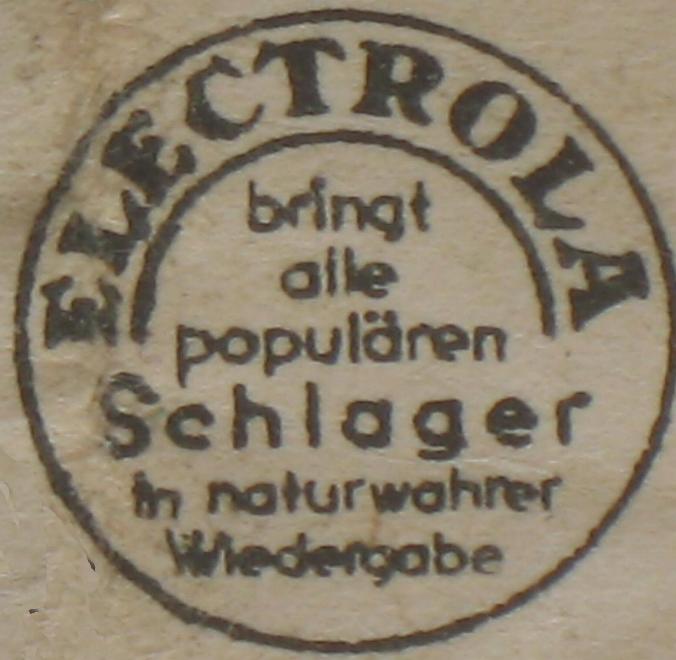 ELECTROLA
bringt
alle
populären
Schlager
in naturwahrer
Wiedergabe